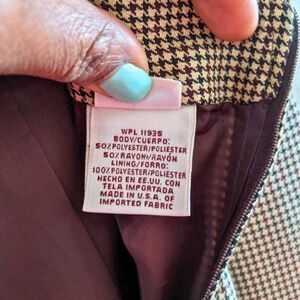 WPL 11935
BODY/CUERPO:
50%POLYESTER/POLIESTER
50%RAYON/RAYÓN
LINING/FORRO:
100%POLYESTER/POLIESTER
HECHO EN EE.UU. CON
TELA IMPORTADA
MADE IN U.S.A. OF
IMPORTED FABRIC